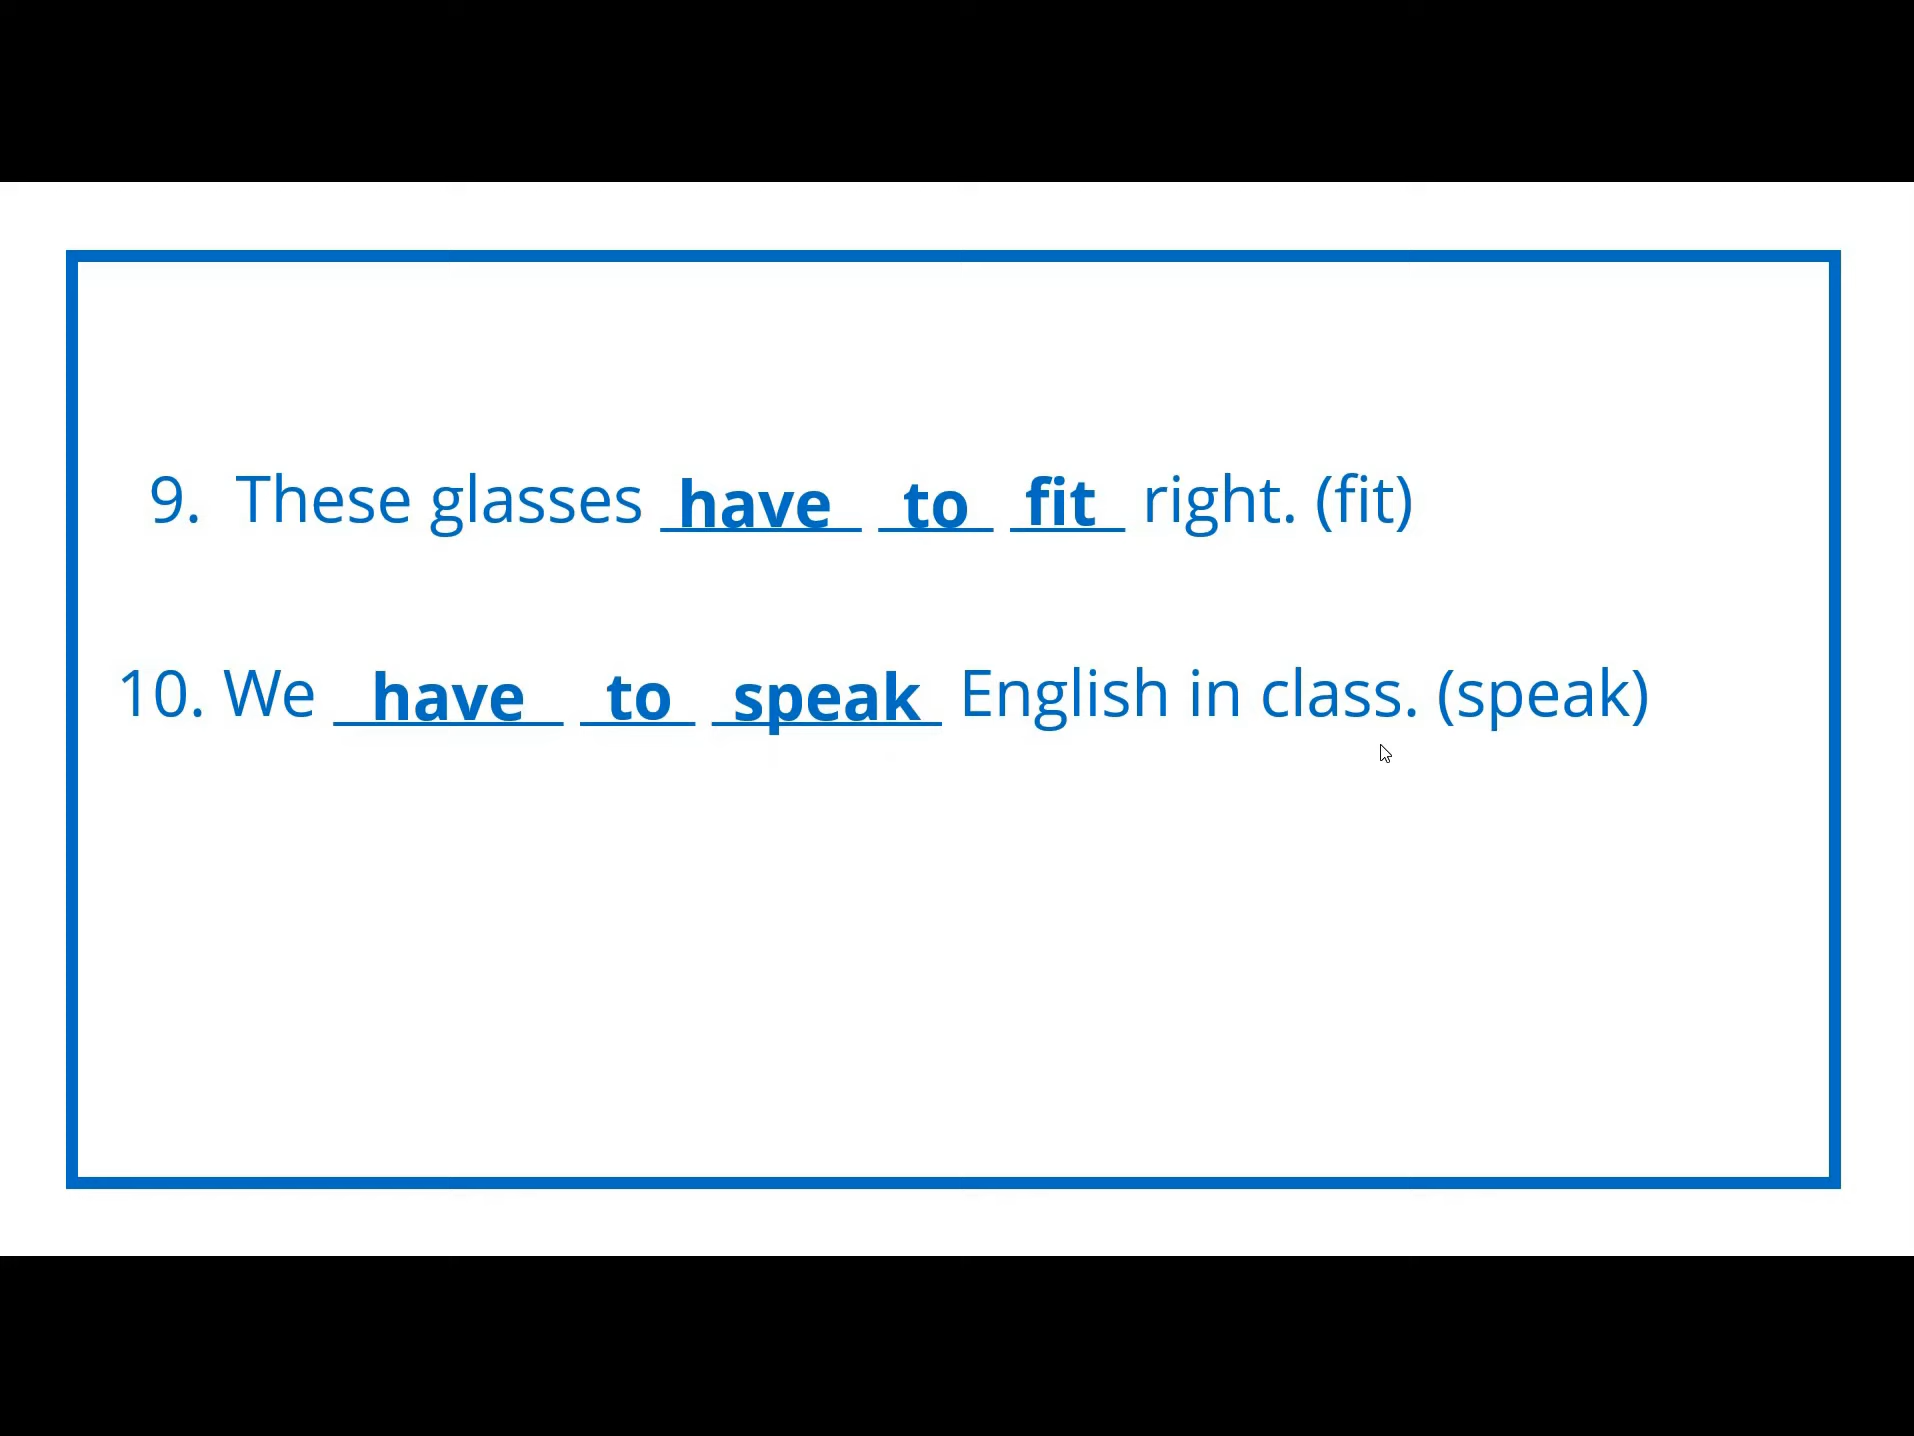 9. These glasses have to fit right. (fit)
10. We have to speak English in class. (speak)